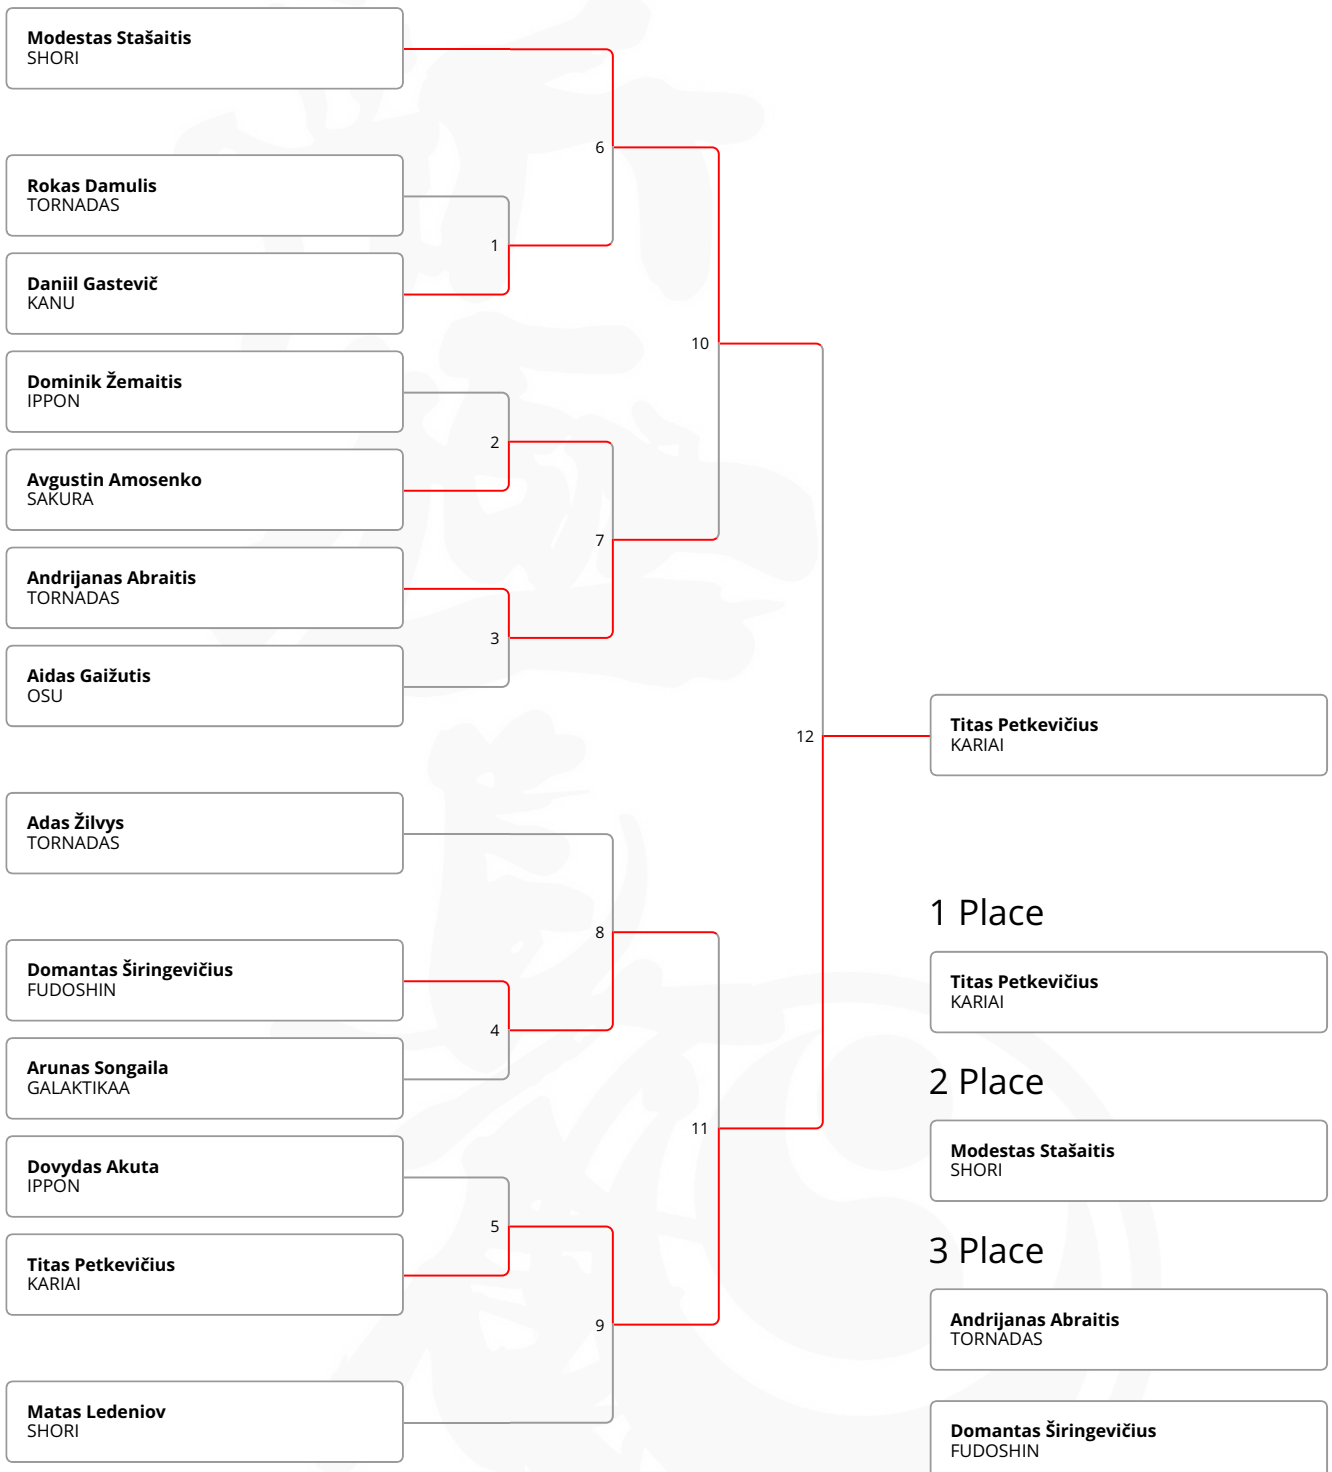 Modestas Stašaitis
SHORI
6
Rokas Damulis
TORNADAS
1
Daniil Gastevič
KANU
10
Dominik Žemaitis
IPPON
2
Avgustin Amosenko
SAKURA
7
Andrijanas Abraitis
TORNADAS
3
Aidas Gaižutis
OSU
12
Titas Petkevičius
KARIAI
Adas Žilvys
TORNADAS
8
Domantas Širingevičius
FUDOSHIN
4
Arunas Songaila
GALAKTIKAA
11
Dovydas Akuta
IPPON
5
Titas Petkevičius
KARIAI
9
Matas Ledeniov
SHORI
1 Place
Titas Petkevičius
KARIAI
2 Place
Modestas Stašaitis
SHORI
3 Place
Andrijanas Abraitis
TORNADAS
Domantas Širingevičius
FUDOSHIN